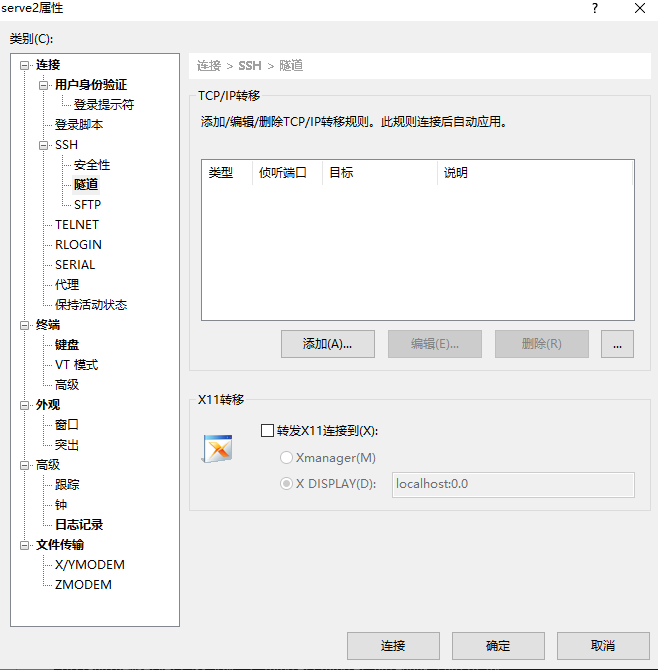 serve2属性
?
类别(C):
连接
用户身份验证
登录提示符
登录脚本
SSH
安全性
隧道
SFTP
TELNET
RLOGIN
SERIAL
代理
保持活动状态
终端
键盘
VT 模式
高级
外观
窗口
突出
高级
跟踪
钟
日志记录
文件传输
X/YMODEM
ZMODEM
连接 > SSH > 隧道
TCP/IP转移
添加/编辑/删除TCP/IP转移规则。此规则连接后自动应用。
类型 侦听端口 目标 说明
添加(A)... 编辑(E)... 删除(R) ...
X11转移
转发X11连接到(X):
Xmanager(M)
X DISPLAY(D): localhost:0.0
连接 确定 取消